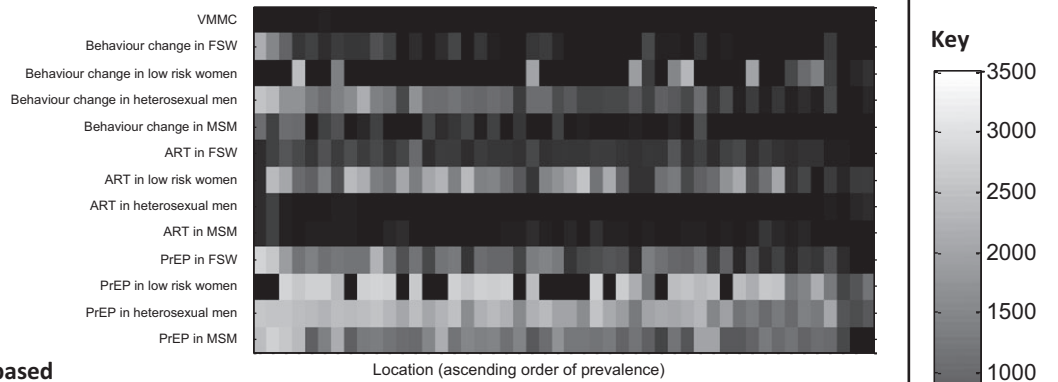 VMMC
Behaviour change in FSW
Behaviour change in low risk women
Behaviour change in heterosexual men
Behaviour change in MSM
ART in FSW
ART in low risk women
ART in heterosexual men
ART in MSM
PrEP in FSW
PrEP in low risk women
PrEP in heterosexual men
PrEP in MSM
Location (ascending order of prevalence)
based
Key
3500
3000
2500
2000
1500
1000